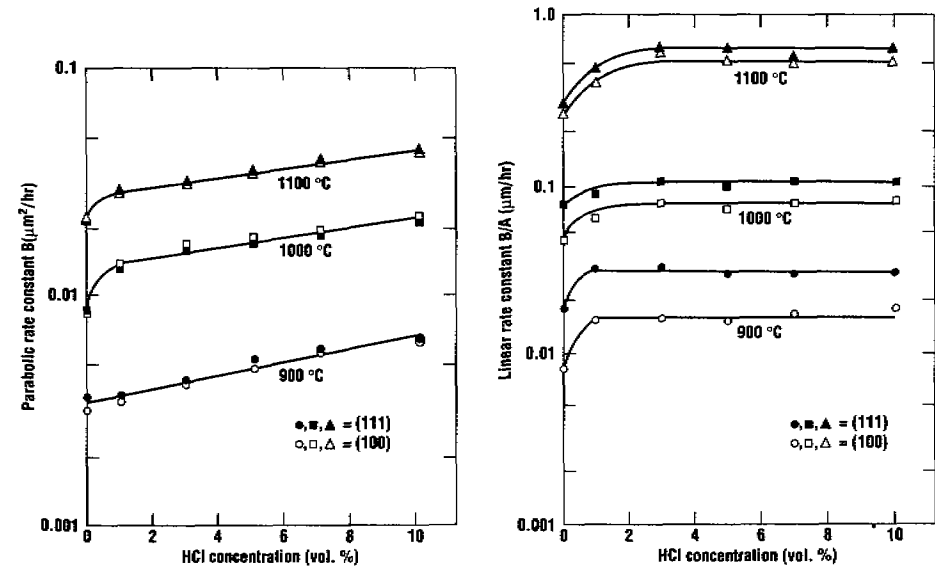 0.1
0.01
0.001
Parabolic rate constant B(μm²/hr)
1100 °C
1000 °C
900 °C
●,■,▲ = (111)
○,□,△ = (100)
0 2 4 6 8 10
HCl concentration (vol. %)
1.0
0.1
0.01
0.001
Linear rate constant B/A (μm/hr)
1100 °C
1000 °C
900 °C
●,■,▲ = (111)
○,□,△ = (100)
0 2 4 6 8 10
HCl concentration (vol. %)